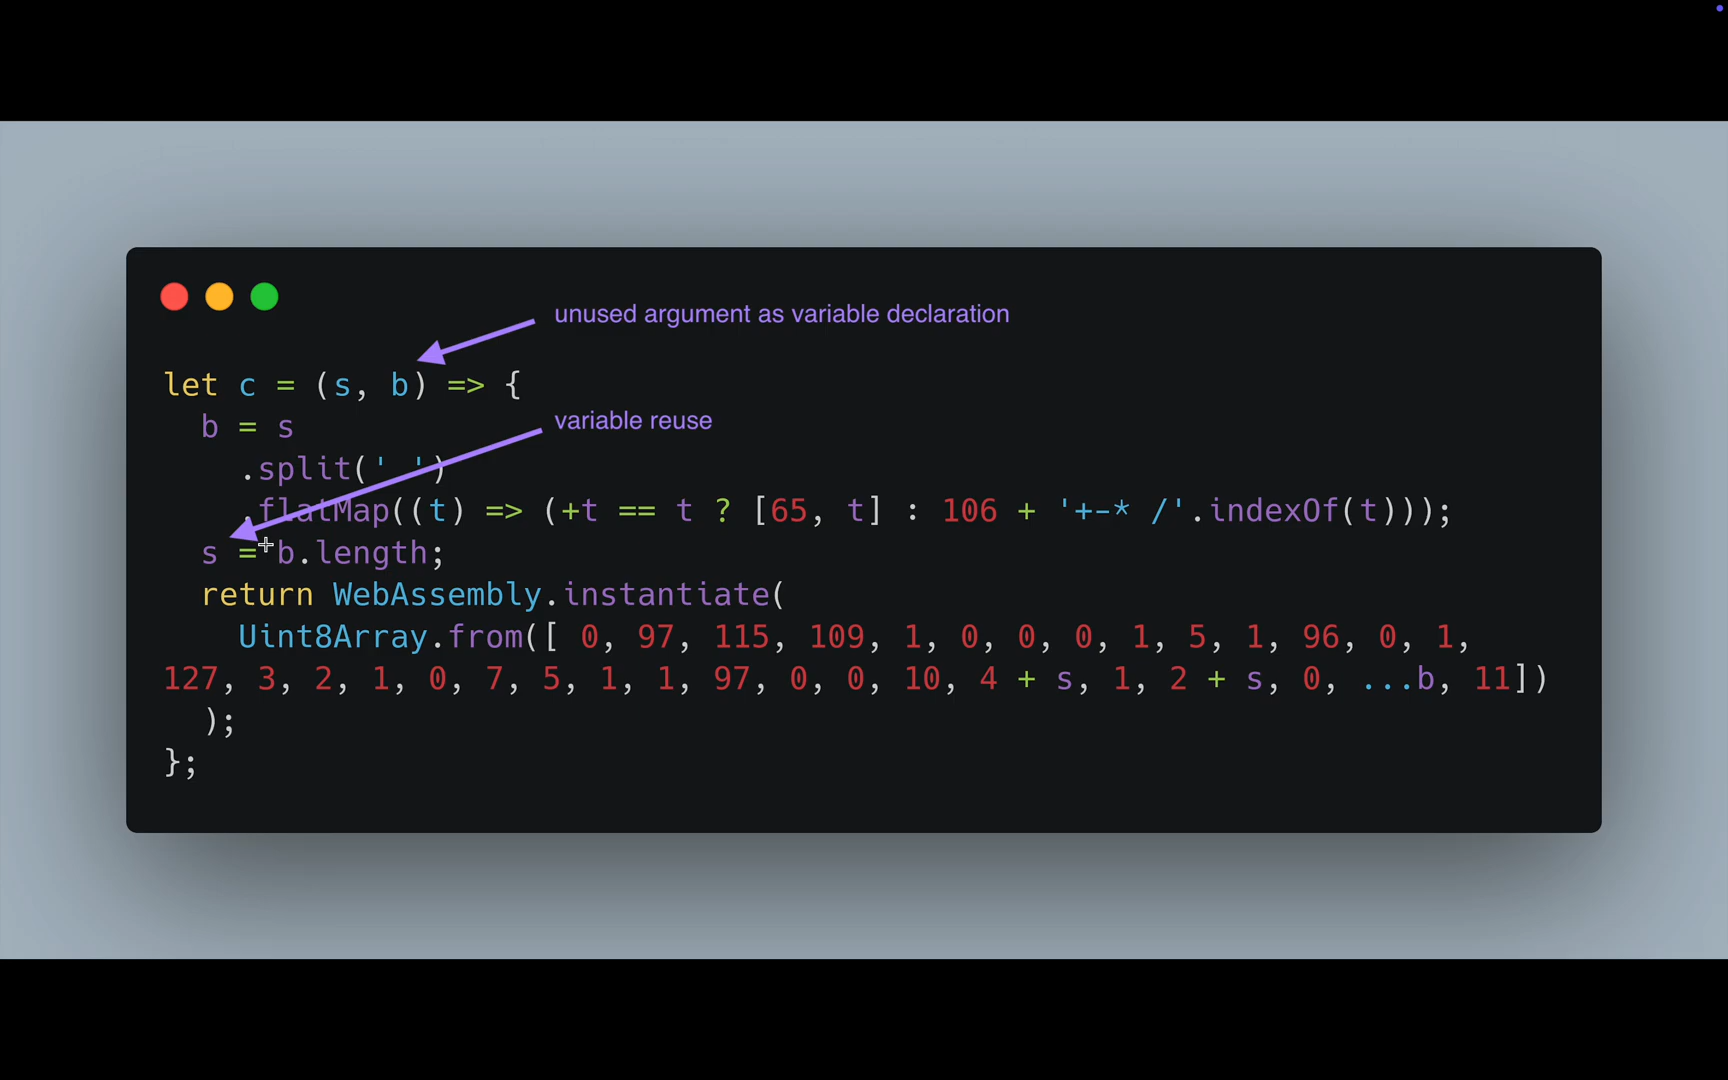 unused argument as variable declaration
let c = (s, b) => {
b = s
variable reuse
.split(' ')
.flatMap((t) => (+t == t ? [65, t] : 106 + '+-* /'.indexOf(t)));
s = b.length;
return WebAssembly.instantiate(
Uint8Array.from([ 0, 97, 115, 109, 1, 0, 0, 0, 1, 5, 1, 96, 0, 1,
127, 3, 2, 1, 0, 7, 5, 1, 1, 97, 0, 0, 10, 4 + s, 1, 2 + s, 0, ...b, 11])
);
};